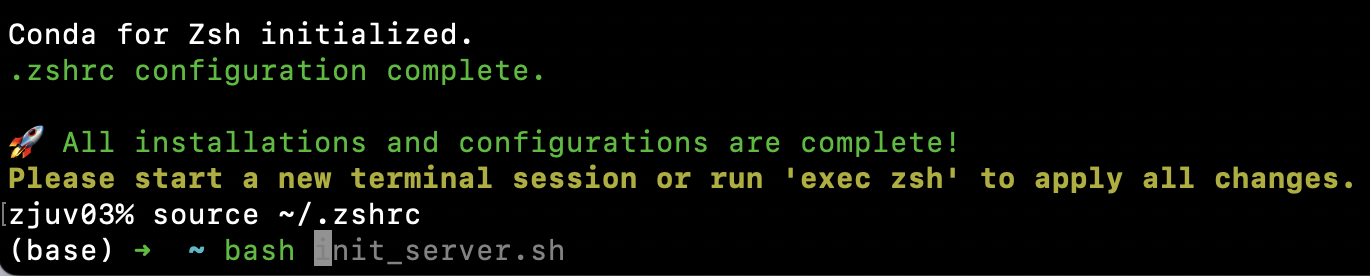 Conda for Zsh initialized.
.zshrc configuration complete.
🚀 All installations and configurations are complete!
Please start a new terminal session or run 'exec zsh' to apply all changes.
[zjuv03% source ~/.zshrc
(base) ➜  ~ bash init_server.sh